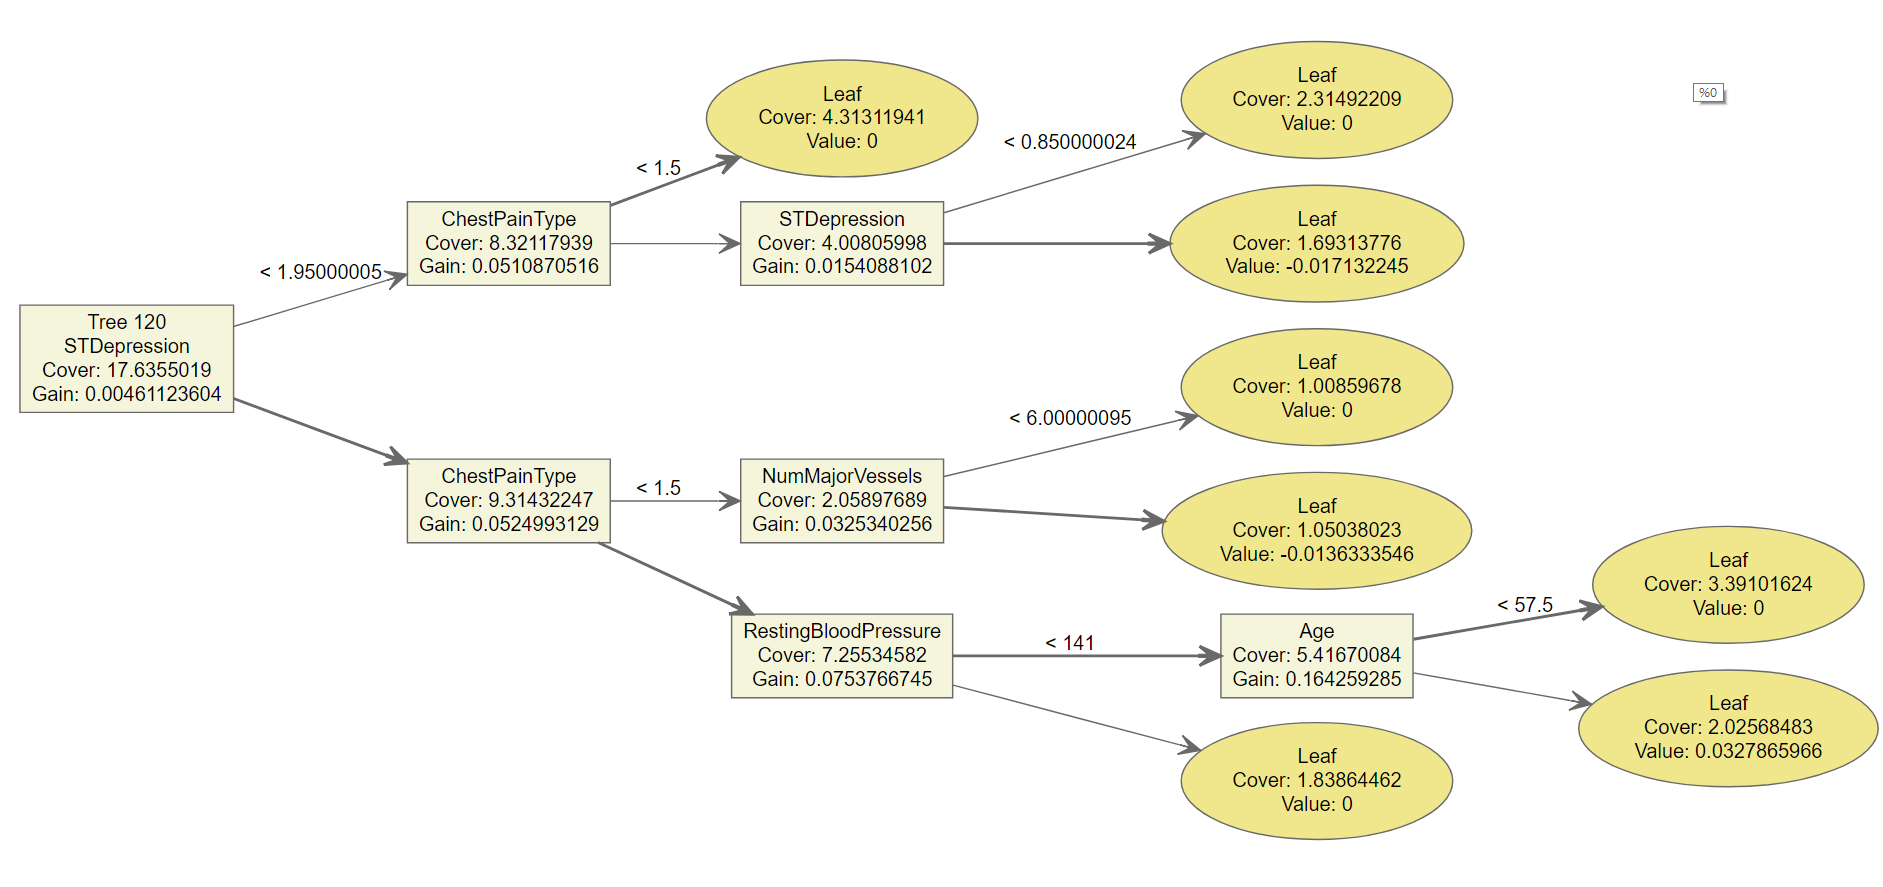 Tree 120
STDepression
Cover: 17.6355019
Gain: 0.00461123604
< 1.95000005
ChestPainType
Cover: 8.32117939
Gain: 0.0510870516
< 1.5
Leaf
Cover: 4.31311941
Value: 0
STDepression
Cover: 4.00805998
Gain: 0.0154088102
< 0.850000024
Leaf
Cover: 2.31492209
Value: 0
Leaf
Cover: 1.69313776
Value: -0.017132245
ChestPainType
Cover: 9.31432247
Gain: 0.0524993129
< 1.5
NumMajorVessels
Cover: 2.05897689
Gain: 0.0325340256
< 6.00000095
Leaf
Cover: 1.00859678
Value: 0
Leaf
Cover: 1.05038023
Value: -0.0136333546
RestingBloodPressure
Cover: 7.25534582
Gain: 0.0753766745
< 141
Age
Cover: 5.41670084
Gain: 0.164259285
< 57.5
Leaf
Cover: 3.39101624
Value: 0
Leaf
Cover: 2.02568483
Value: 0.0327865966
Leaf
Cover: 1.83864462
Value: 0
%0